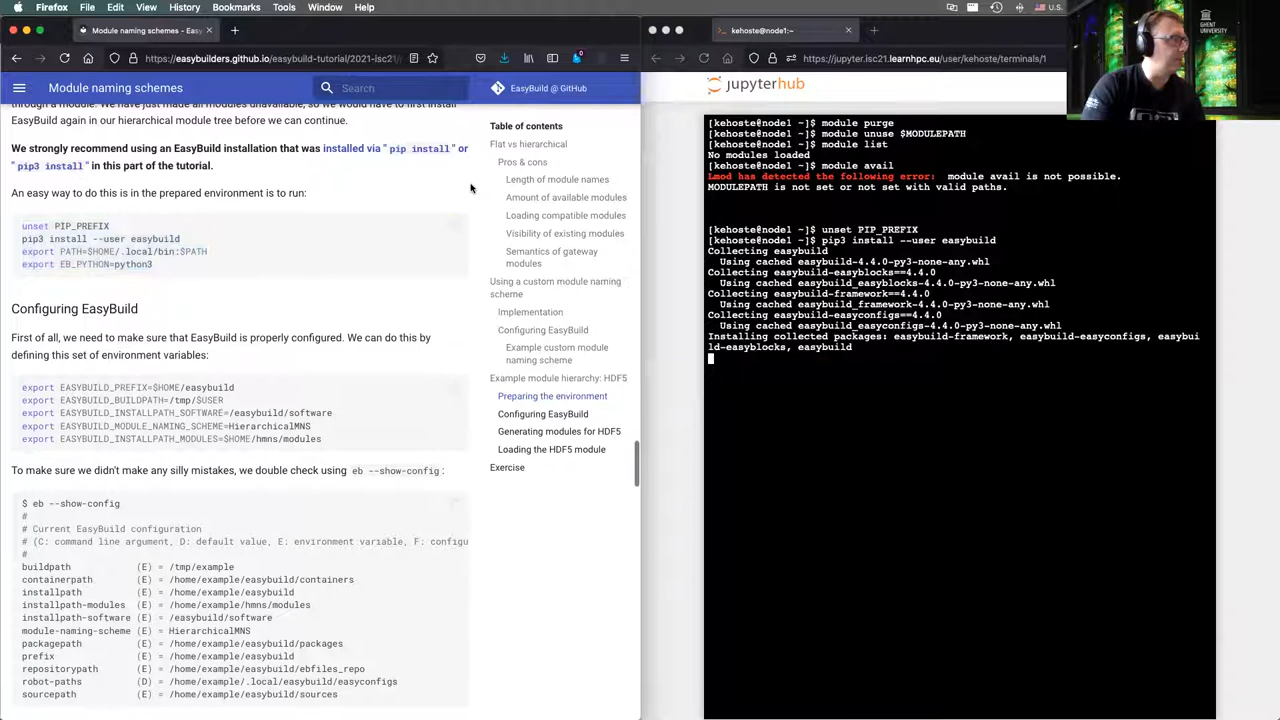 Firefox File Edit View History Bookmarks Tools Window Help
U.S.
Module naming schemes - Easy
kehoste@node1:~
https://easybuilders.github.io/easybuild-tutorial/2021-isc21/
https://jupyter.isc21.learnhpc.eu/user/kehoste/terminals/1
GHENT
UNIVERSITY
Module naming schemes
Search
EasyBuild @ GitHub
through a module. We have just made all modules unavailable, so we would have to first install
EasyBuild again in our hierarchical module tree before we can continue.
We strongly recommend using an EasyBuild installation that was installed via "pip install" or
"pip3 install" in this part of the tutorial.
An easy way to do this is in the prepared environment is to run:
unset PIP_PREFIX
pip3 install --user easybuild
export PATH=$HOME/.local/bin:$PATH
export EB_PYTHON=python3
Configuring EasyBuild
First of all, we need to make sure that EasyBuild is properly configured. We can do this by
defining this set of environment variables:
export EASYBUILD_PREFIX=$HOME/easybuild
export EASYBUILD_BUILDPATH=/tmp/$USER
export EASYBUILD_INSTALLPATH_SOFTWARE=/easybuild/software
export EASYBUILD_MODULE_NAMING_SCHEME=HierarchicalMNS
export EASYBUILD_INSTALLPATH_MODULES=$HOME/hmns/modules
To make sure we didn't make any silly mistakes, we double check using eb --show-config:
$ eb --show-config
#
# Current EasyBuild configuration
# (C: command line argument, D: default value, E: environment variable, F: configu
#
buildpath (E) = /tmp/example
containerpath (E) = /home/example/easybuild/containers
installpath (E) = /home/example/easybuild
installpath-modules (E) = /home/example/hmns/modules
installpath-software (E) = /easybuild/software
module-naming-scheme (E) = HierarchicalMNS
packagepath (E) = /home/example/easybuild/packages
prefix (E) = /home/example/easybuild
repositorypath (E) = /home/example/easybuild/ebfiles_repo
robot-paths (D) = /home/example/.local/easybuild/easyconfigs
sourcepath (E) = /home/example/easybuild/sources
Table of contents
Flat vs hierarchical
Pros & cons
Length of module names
Amount of available modules
Loading compatible modules
Visibility of existing modules
Semantics of gateway
modules
Using a custom module naming
scheme
Implementation
Configuring EasyBuild
Example custom module
naming scheme
Example module hierarchy: HDF5
Preparing the environment
Configuring EasyBuild
Generating modules for HDF5
Loading the HDF5 module
Exercise
jupyterhub
[kehoste@node1 ~]$ module purge
[kehoste@node1 ~]$ module unuse $MODULEPATH
[kehoste@node1 ~]$ module list
No modules loaded
[kehoste@node1 ~]$ module avail
Lmod has detected the following error: module avail is not possible.
MODULEPATH is not set or not set with valid paths.
[kehoste@node1 ~]$ unset PIP_PREFIX
[kehoste@node1 ~]$ pip3 install --user easybuild
Collecting easybuild
Using cached easybuild-4.4.0-py3-none-any.whl
Collecting easybuild-easyblocks==4.4.0
Using cached easybuild_easyblocks-4.4.0-py3-none-any.whl
Collecting easybuild-framework==4.4.0
Using cached easybuild_framework-4.4.0-py3-none-any.whl
Collecting easybuild-easyconfigs==4.4.0
Using cached easybuild_easyconfigs-4.4.0-py3-none-any.whl
Installing collected packages: easybuild-framework, easybuild-easyconfigs, easybui
ld-easyblocks, easybuild